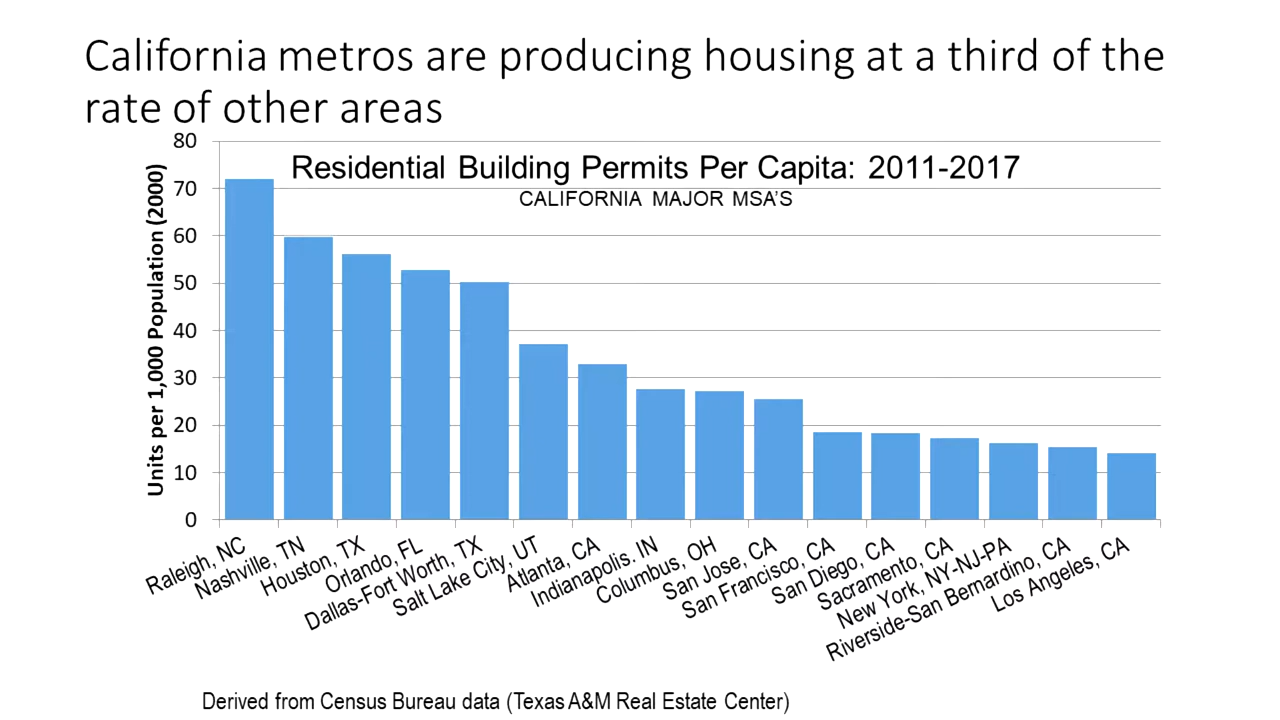 California metros are producing housing at a third of the
rate of other areas
Residential Building Permits Per Capita: 2011-2017
CALIFORNIA MAJOR MSA'S
Units per 1,000 Population (2000)
80
70
60
50
40
30
20
10
0
Raleigh, NC
Nashville, TN
Houston, TX
Orlando, FL
Dallas-Fort Worth, TX
Salt Lake City, UT
Atlanta, CA
Indianapolis, IN
Columbus, OH
San Jose, CA
San Francisco, CA
San Diego, CA
Sacramento, CA
New York, NY-NJ-PA
Riverside-San Bernardino, CA
Los Angeles, CA
Derived from Census Bureau data (Texas A&M Real Estate Center)